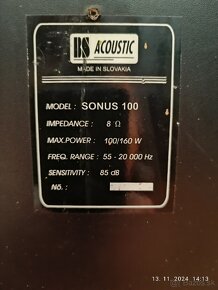 RS ACOUSTIC
MADE IN SLOVAKIA
MODEL : SONUS 100
IMPEDANCE : 8 Ω
MAX.POWER : 100/160 W
FREQ. RANGE : 55 - 20 000 Hz
SENSITIVITY : 85 dB
No. :
13. 11. 2024 14:13